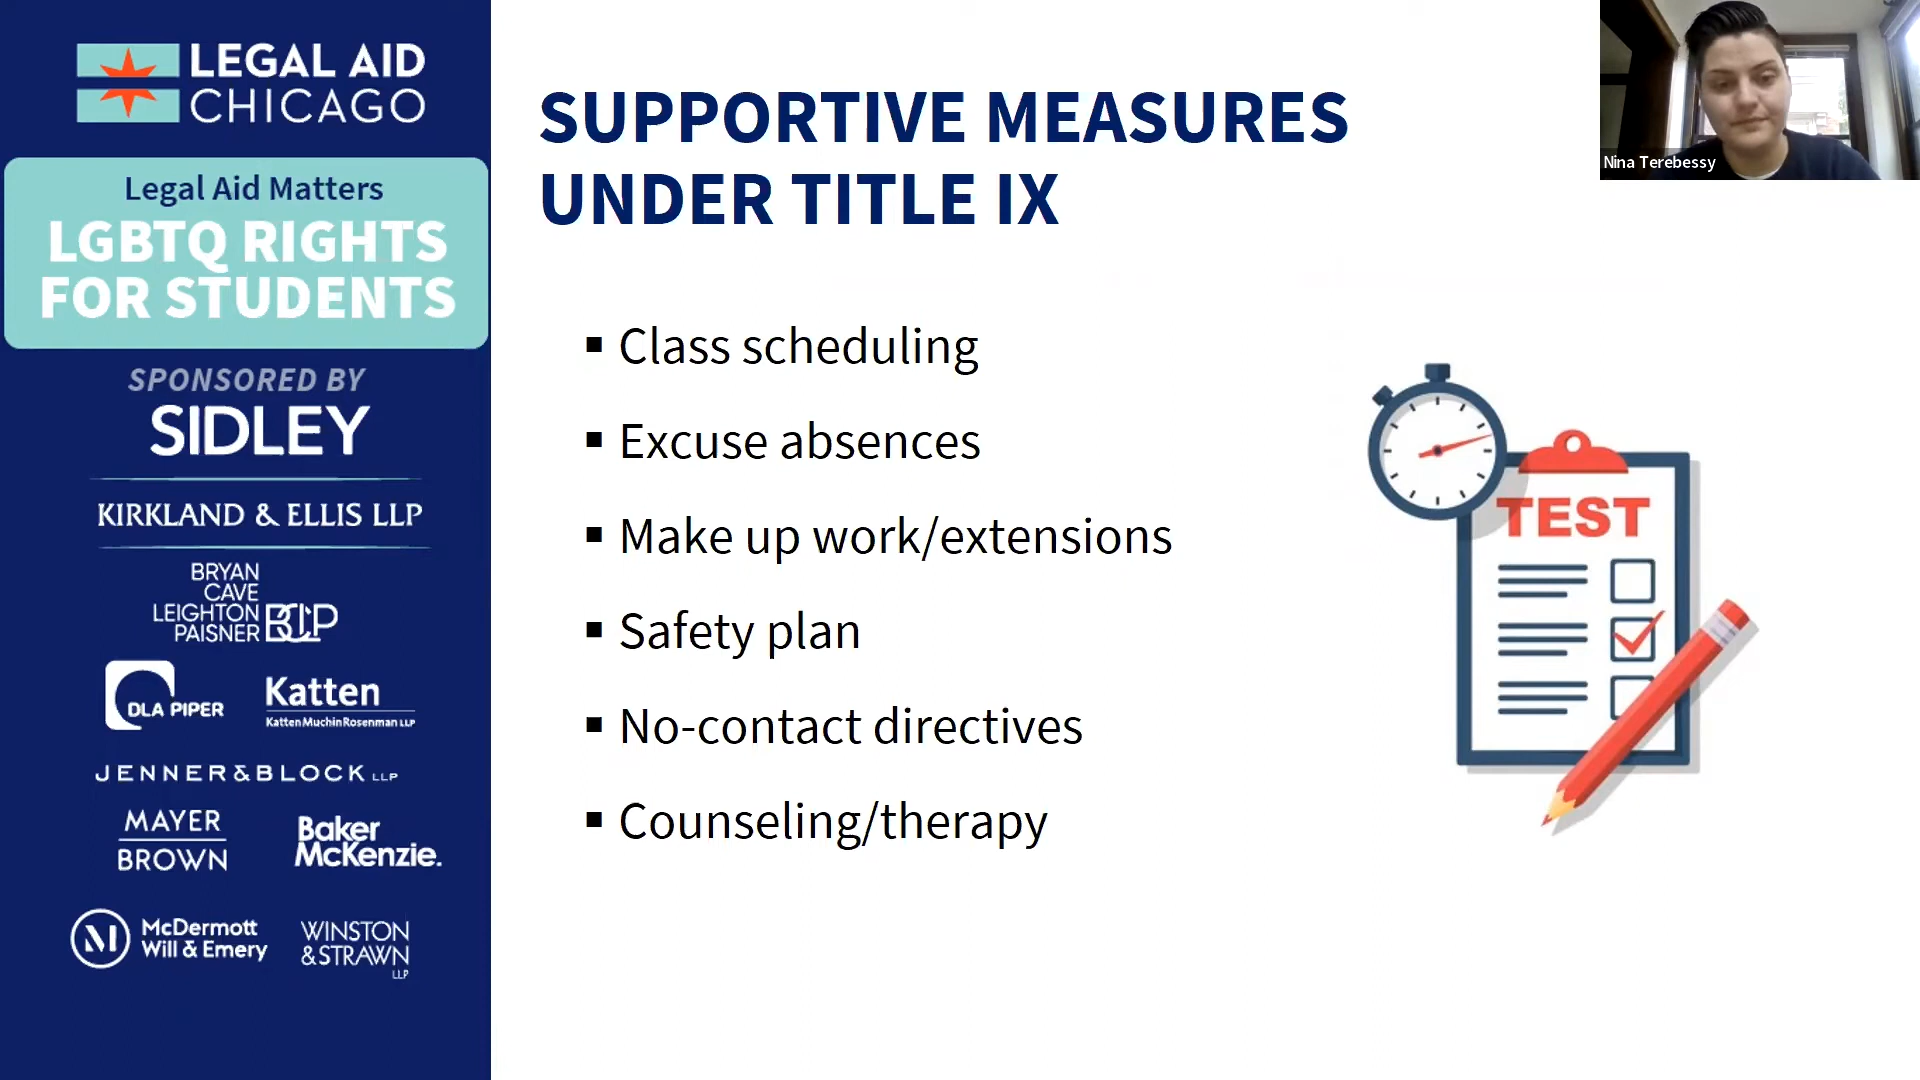 LEGAL AID
CHICAGO
Legal Aid Matters
LGBTQ RIGHTS
FOR STUDENTS
SPONSORED BY
SIDLEY
KIRKLAND & ELLIS LLP
BRYAN
CAVE
LEIGHTON
PAISNER
BCLP
DLA PIPER
Katten
Katten Muchin Rosenman LLP
JENNER & BLOCK LLP
MAYER
BROWN
Baker
McKenzie.
M
McDermott
Will & Emery
WINSTON
& STRAWN
LLP
SUPPORTIVE MEASURES
UNDER TITLE IX
▪ Class scheduling
▪ Excuse absences
▪ Make up work/extensions
▪ Safety plan
▪ No-contact directives
▪ Counseling/therapy
TEST
Nina Terebessy